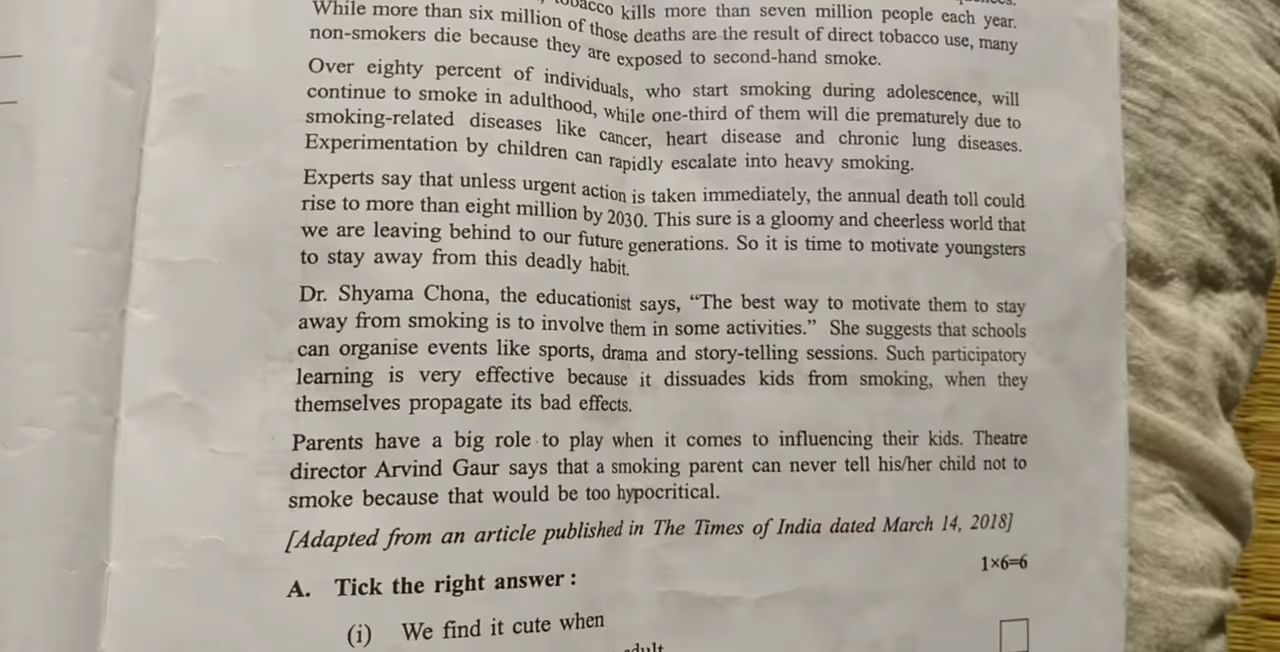 tobacco kills more than seven million people each year.
While more than six million of those deaths are the result of direct tobacco use, many
non-smokers die because they are exposed to second-hand smoke.
Over eighty percent of individuals, who start smoking during adolescence, will
continue to smoke in adulthood, while one-third of them will die prematurely due to
smoking-related diseases like cancer, heart disease and chronic lung diseases.
Experimentation by children can rapidly escalate into heavy smoking.
Experts say that unless urgent action is taken immediately, the annual death toll could
rise to more than eight million by 2030. This sure is a gloomy and cheerless world that
we are leaving behind to our future generations. So it is time to motivate youngsters
to stay away from this deadly habit.
Dr. Shyama Chona, the educationist says, “The best way to motivate them to stay
away from smoking is to involve them in some activities.” She suggests that schools
can organise events like sports, drama and story-telling sessions. Such participatory
learning is very effective because it dissuades kids from smoking, when they
themselves propagate its bad effects.
Parents have a big role to play when it comes to influencing their kids. Theatre
director Arvind Gaur says that a smoking parent can never tell his/her child not to
smoke because that would be too hypocritical.
[Adapted from an article published in The Times of India dated March 14, 2018]
A. Tick the right answer : 1×6=6
(i) We find it cute when